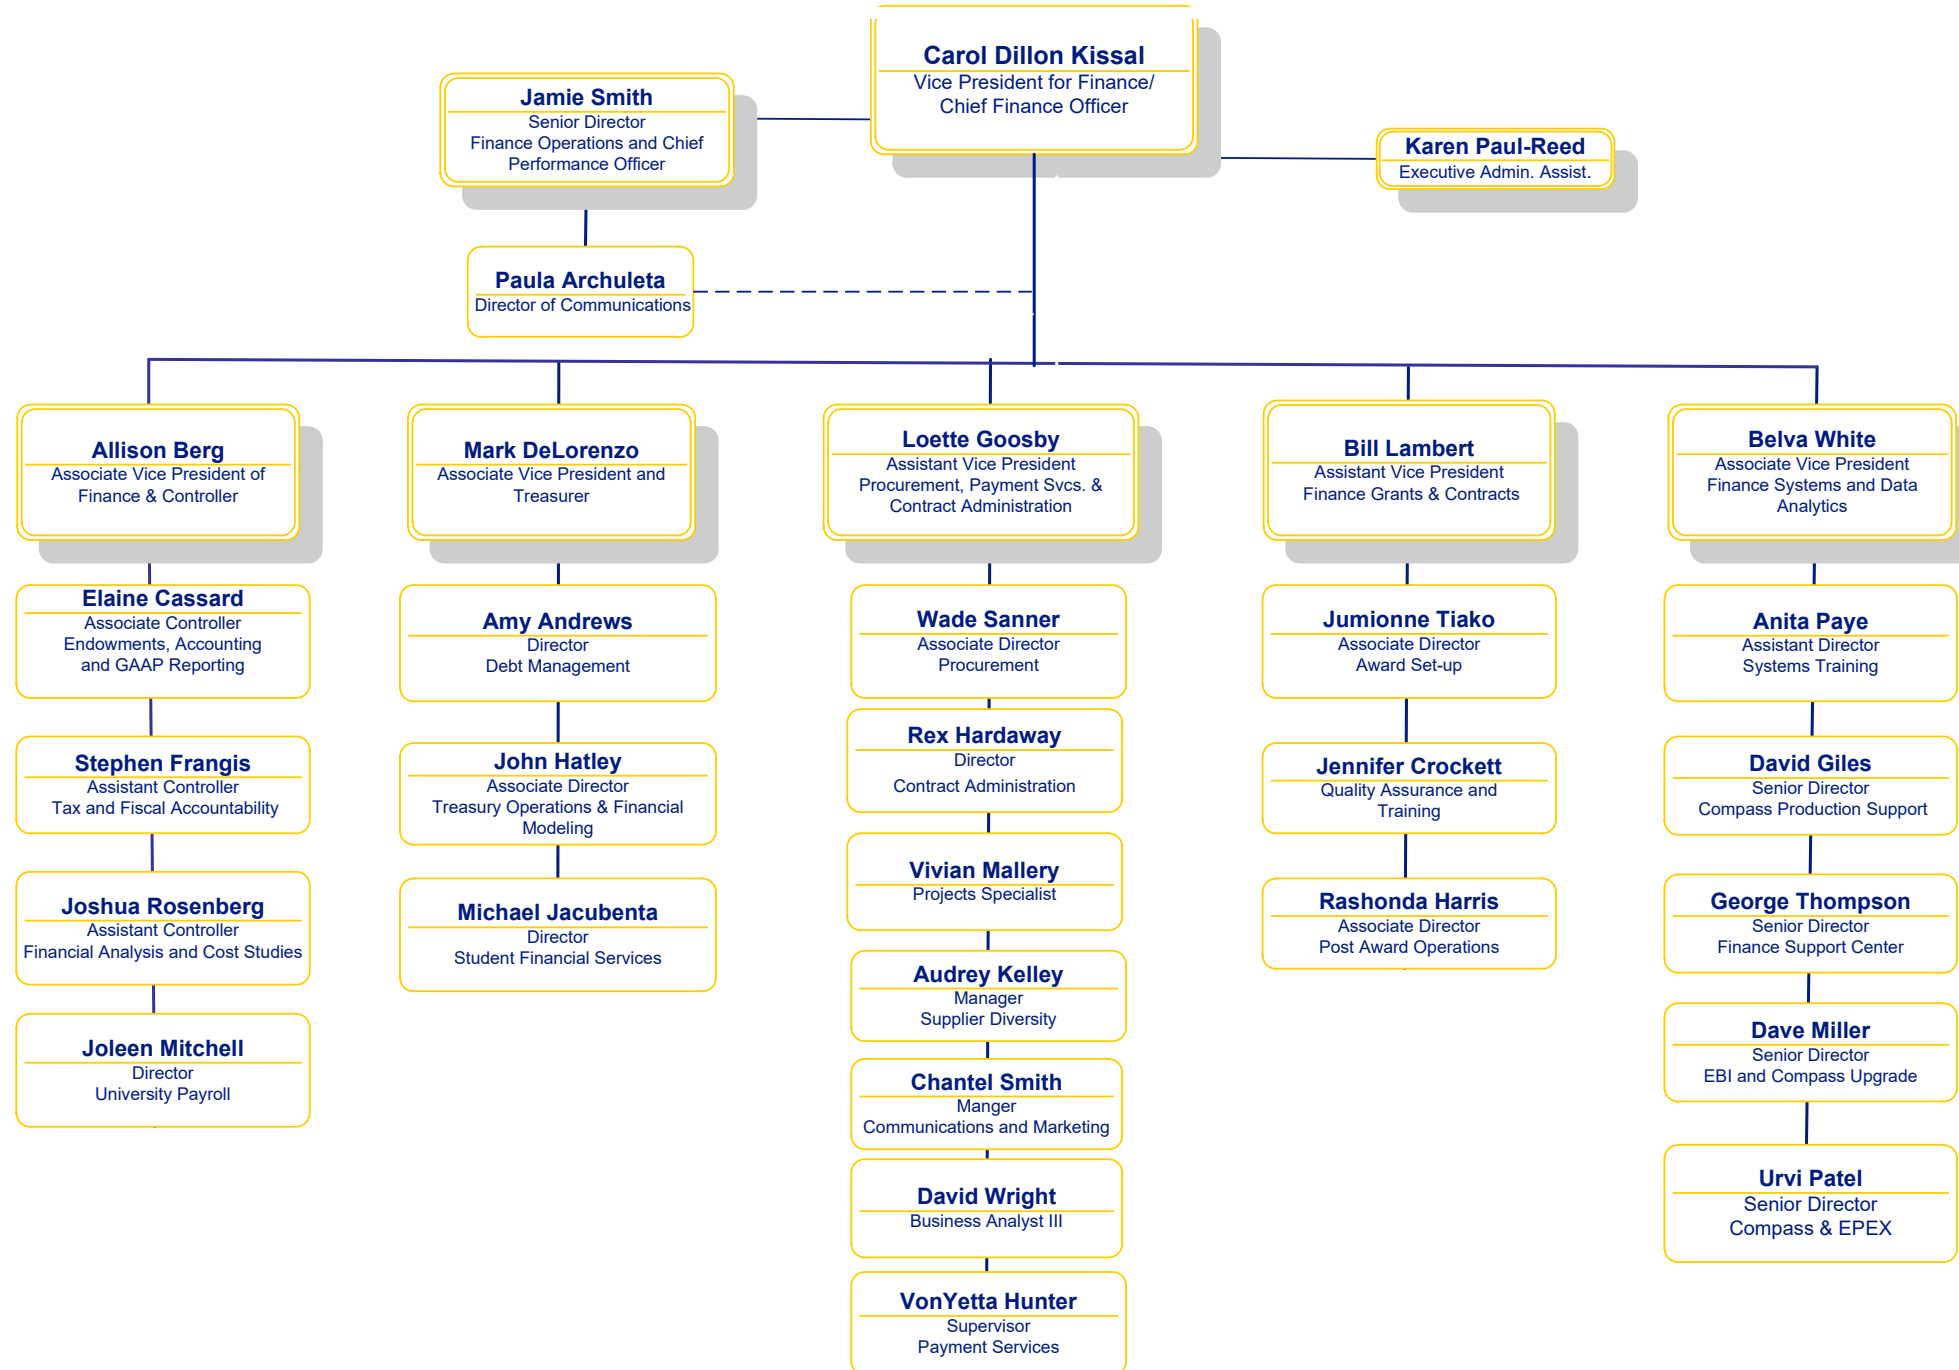 Carol Dillon Kissal
Vice President for Finance/
Chief Finance Officer
Jamie Smith
Senior Director
Finance Operations and Chief
Performance Officer
Karen Paul-Reed
Executive Admin. Assist.
Paula Archuleta
Director of Communications
Allison Berg
Associate Vice President of
Finance & Controller
Elaine Cassard
Associate Controller
Endowments, Accounting
and GAAP Reporting
Stephen Frangis
Assistant Controller
Tax and Fiscal Accountability
Joshua Rosenberg
Assistant Controller
Financial Analysis and Cost Studies
Joleen Mitchell
Director
University Payroll
Mark DeLorenzo
Associate Vice President and
Treasurer
Amy Andrews
Director
Debt Management
John Hatley
Associate Director
Treasury Operations & Financial
Modeling
Michael Jacubenta
Director
Student Financial Services
Loette Goosby
Assistant Vice President
Procurement, Payment Svcs. &
Contract Administration
Wade Sanner
Associate Director
Procurement
Rex Hardaway
Director
Contract Administration
Vivian Mallery
Projects Specialist
Audrey Kelley
Manager
Supplier Diversity
Chantel Smith
Manger
Communications and Marketing
David Wright
Business Analyst III
VonYetta Hunter
Supervisor
Payment Services
Bill Lambert
Assistant Vice President
Finance Grants & Contracts
Jumionne Tiako
Associate Director
Award Set-up
Jennifer Crockett
Quality Assurance and
Training
Rashonda Harris
Associate Director
Post Award Operations
Belva White
Associate Vice President
Finance Systems and Data
Analytics
Anita Paye
Assistant Director
Systems Training
David Giles
Senior Director
Compass Production Support
George Thompson
Senior Director
Finance Support Center
Dave Miller
Senior Director
EBI and Compass Upgrade
Urvi Patel
Senior Director
Compass & EPEX